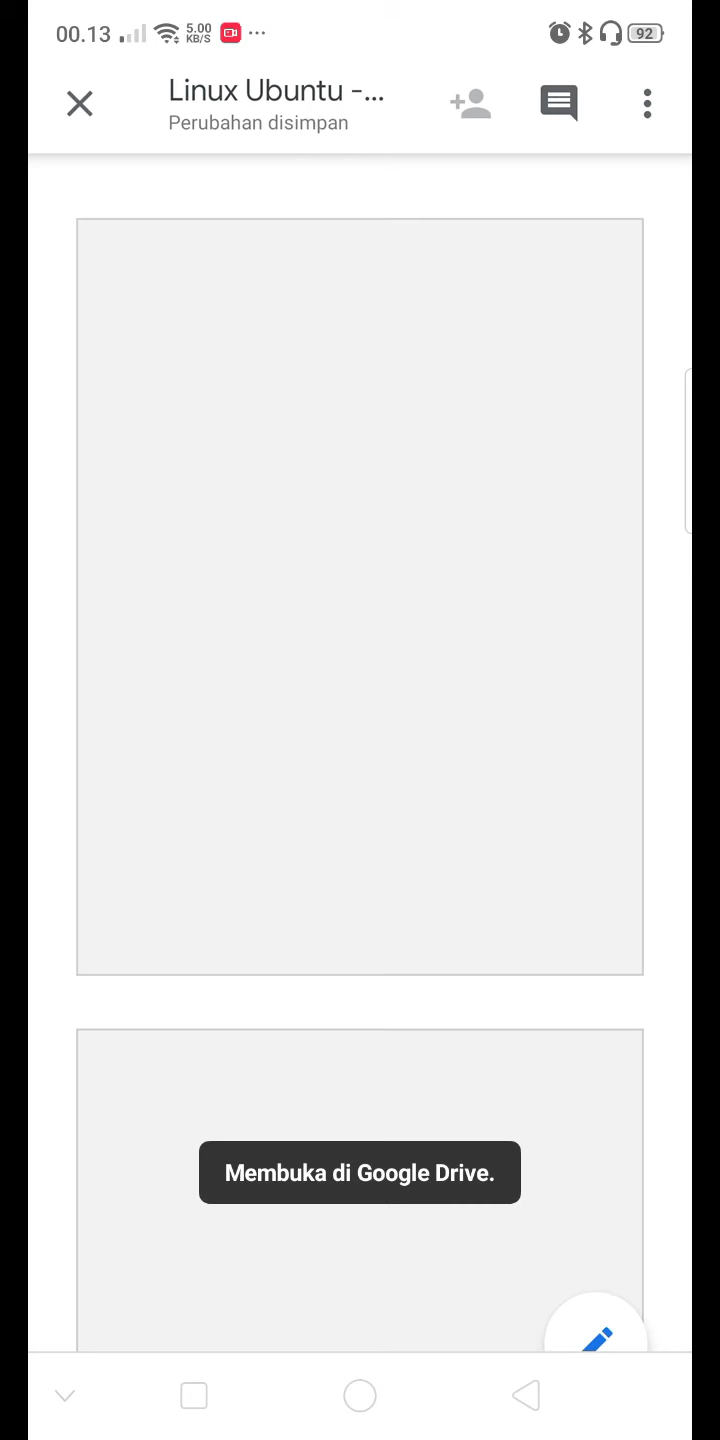 00.13 5.00 KB/S 92
Linux Ubuntu -...
Perubahan disimpan
Membuka di Google Drive.